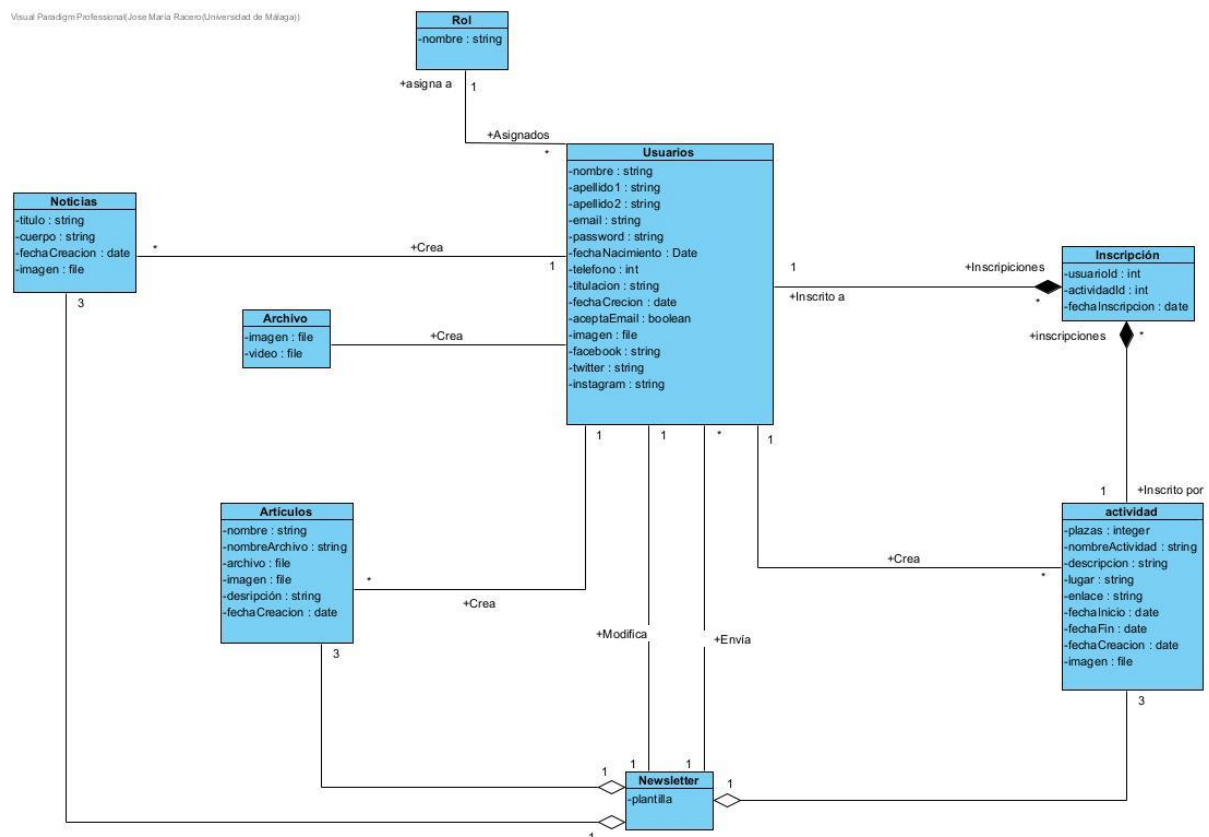 Visual Paradigm Professional(Jose Maria Racero(Universidad de Málaga))
Rol
-nombre : string
+asigna a
1
+Asignados
*
Usuarios
-nombre : string
-apellido1 : string
-apellido2 : string
-email : string
-password : string
-fechaNacimiento : Date
-telefono : int
-titulacion : string
-fechaCrecion : date
-aceptaEmail : boolean
-imagen : file
-facebook : string
-twitter : string
-instagram : string
Noticias
-titulo : string
-cuerpo : string
-fechaCreacion : date
-imagen : file
*
+Crea
1
3
Archivo
-imagen : file
-video : file
+Crea
1
+Inscrito a
+Inscripiciones
*
Inscripción
-usuarioId : int
-actividadId : int
-fechaInscripcion : date
+inscripciones
*
1
+Inscrito por
1
1
*
1
Artículos
-nombre : string
-nombreArchivo : string
-archivo : file
-imagen : file
-desripción : string
-fechaCreacion : date
*
+Crea
3
+Modifica
+Envía
+Crea
*
actividad
-plazas : integer
-nombreActividad : string
-descripcion : string
-lugar : string
-enlace : string
-fechaInicio : date
-fechaFin : date
-fechaCreacion : date
-imagen : file
3
1
1
1
1
1
Newsletter
-plantilla